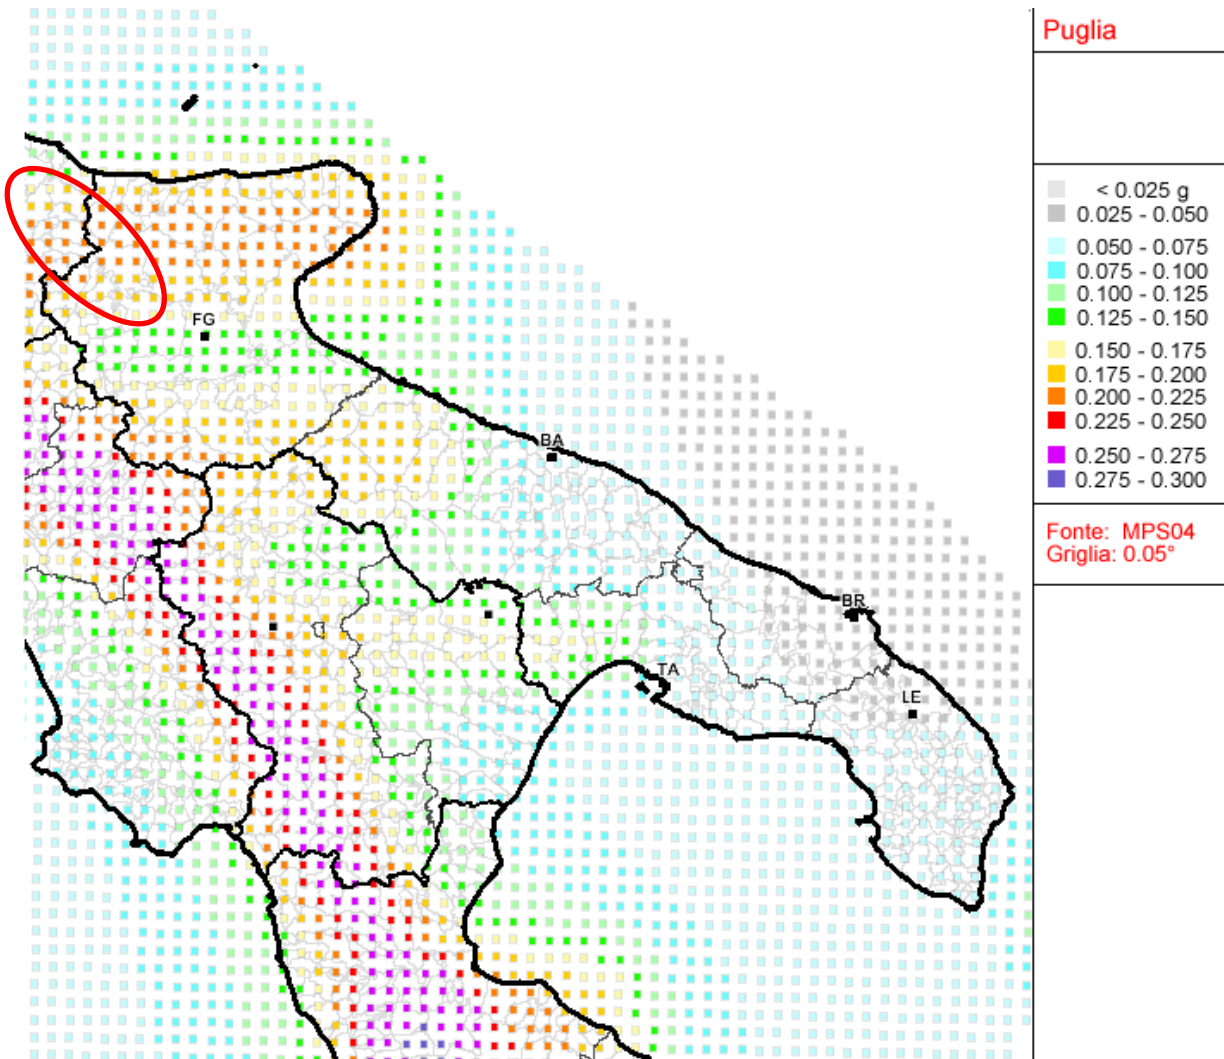 Puglia
< 0.025 g
0.025 - 0.050
0.050 - 0.075
0.075 - 0.100
0.100 - 0.125
0.125 - 0.150
0.150 - 0.175
0.175 - 0.200
0.200 - 0.225
0.225 - 0.250
0.250 - 0.275
0.275 - 0.300
Fonte: MPS04
Griglia: 0.05°
FG
BA
BR
TA
LE